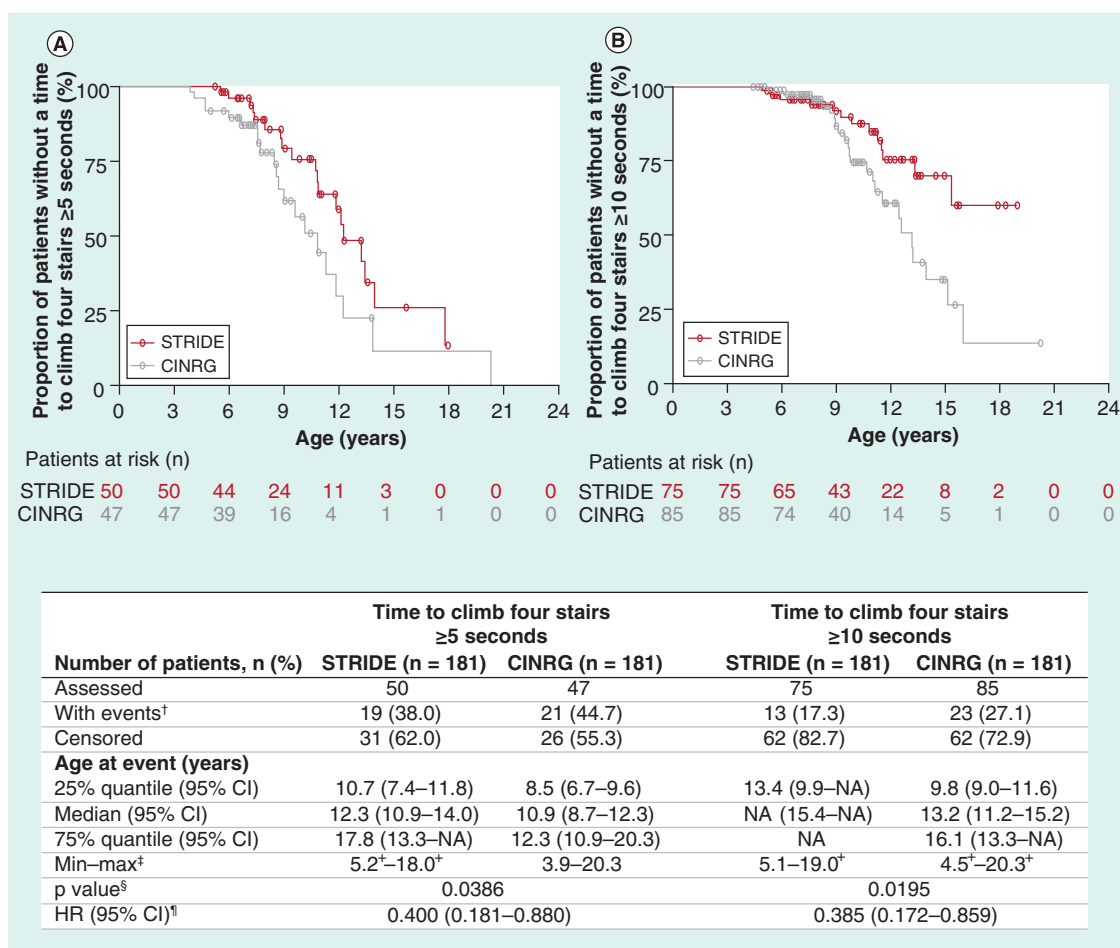 A
Proportion of patients without a time
to climb four stairs ≥5 seconds (%)
100
75
50
25
0
STRIDE
CINRG
0 3 6 9 12 15 18 21 24
Age (years)
Patients at risk (n)
STRIDE 50 50 44 24 11 3 0 0 0
CINRG 47 47 39 16 4 1 1 0 0
B
Proportion of patients without a time
to climb four stairs ≥10 seconds (%)
100
75
50
25
0
STRIDE
CINRG
0 3 6 9 12 15 18 21 24
Age (years)
Patients at risk (n)
STRIDE 75 75 65 43 22 8 2 0 0
CINRG 85 85 74 40 14 5 1 0 0
Time to climb four stairs
≥5 seconds
Time to climb four stairs
≥10 seconds
Number of patients, n (%) STRIDE (n = 181) CINRG (n = 181) STRIDE (n = 181) CINRG (n = 181)
Assessed 50 47 75 85
With events† 19 (38.0) 21 (44.7) 13 (17.3) 23 (27.1)
Censored 31 (62.0) 26 (55.3) 62 (82.7) 62 (72.9)
Age at event (years)
25% quantile (95% CI) 10.7 (7.4–11.8) 8.5 (6.7–9.6) 13.4 (9.9–NA) 9.8 (9.0–11.6)
Median (95% CI) 12.3 (10.9–14.0) 10.9 (8.7–12.3) NA (15.4–NA) 13.2 (11.2–15.2)
75% quantile (95% CI) 17.8 (13.3–NA) 12.3 (10.9–20.3) NA 16.1 (13.3–NA)
Min–max‡ 5.2⁺–18.0⁺ 3.9–20.3 5.1-19.0⁺ 4.5⁺–20.3⁺
p value§ 0.0386 0.0195
HR (95% CI)¶ 0.400 (0.181–0.880) 0.385 (0.172–0.859)